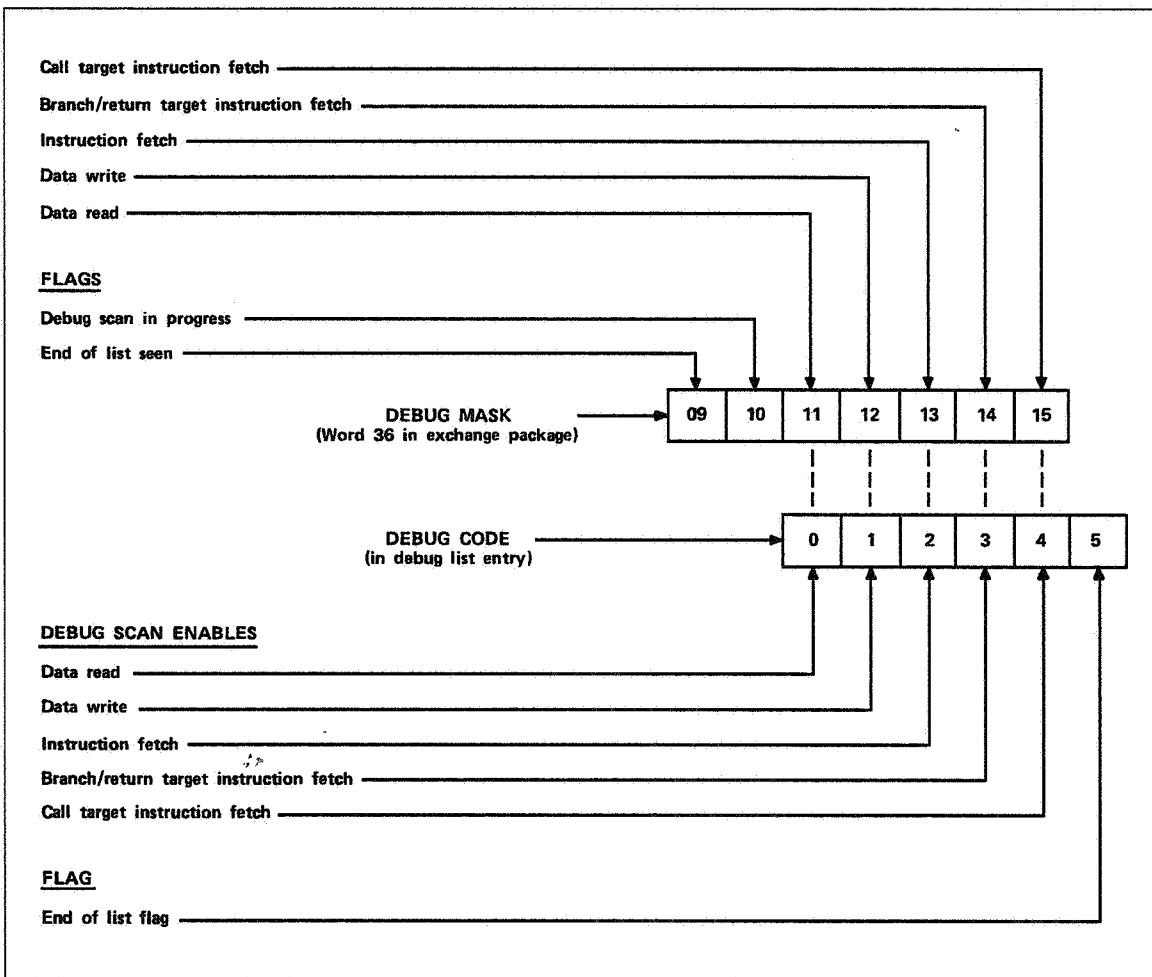 Call target instruction fetch
Branch/return target instruction fetch
Instruction fetch
Data write
Data read
FLAGS
Debug scan in progress
End of list seen
DEBUG MASK
(Word 36 in exchange package)
09 10 11 12 13 14 15
DEBUG CODE
(in debug list entry)
0 1 2 3 4 5
DEBUG SCAN ENABLES
Data read
Data write
Instruction fetch
Branch/return target instruction fetch
Call target instruction fetch
FLAG
End of list flag